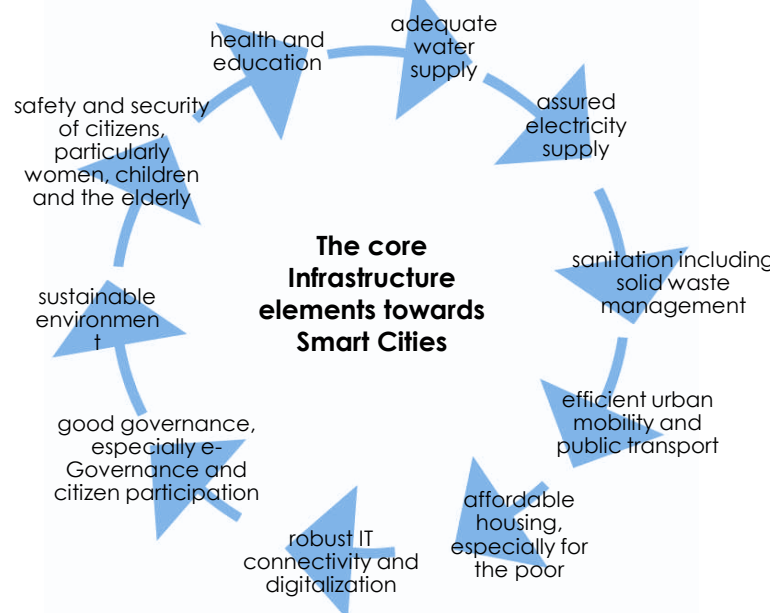 adequate
water
supply
assured
electricity
supply
sanitation including
solid waste
management
efficient urban
mobility and
public transport
affordable
housing,
especially for
the poor
robust IT
connectivity and
digitalization
good governance,
especially e-
Governance and
citizen participation
sustainable
environmen
t
safety and security
of citizens,
particularly
women, children
and the elderly
health and
education
The core
Infrastructure
elements towards
Smart Cities